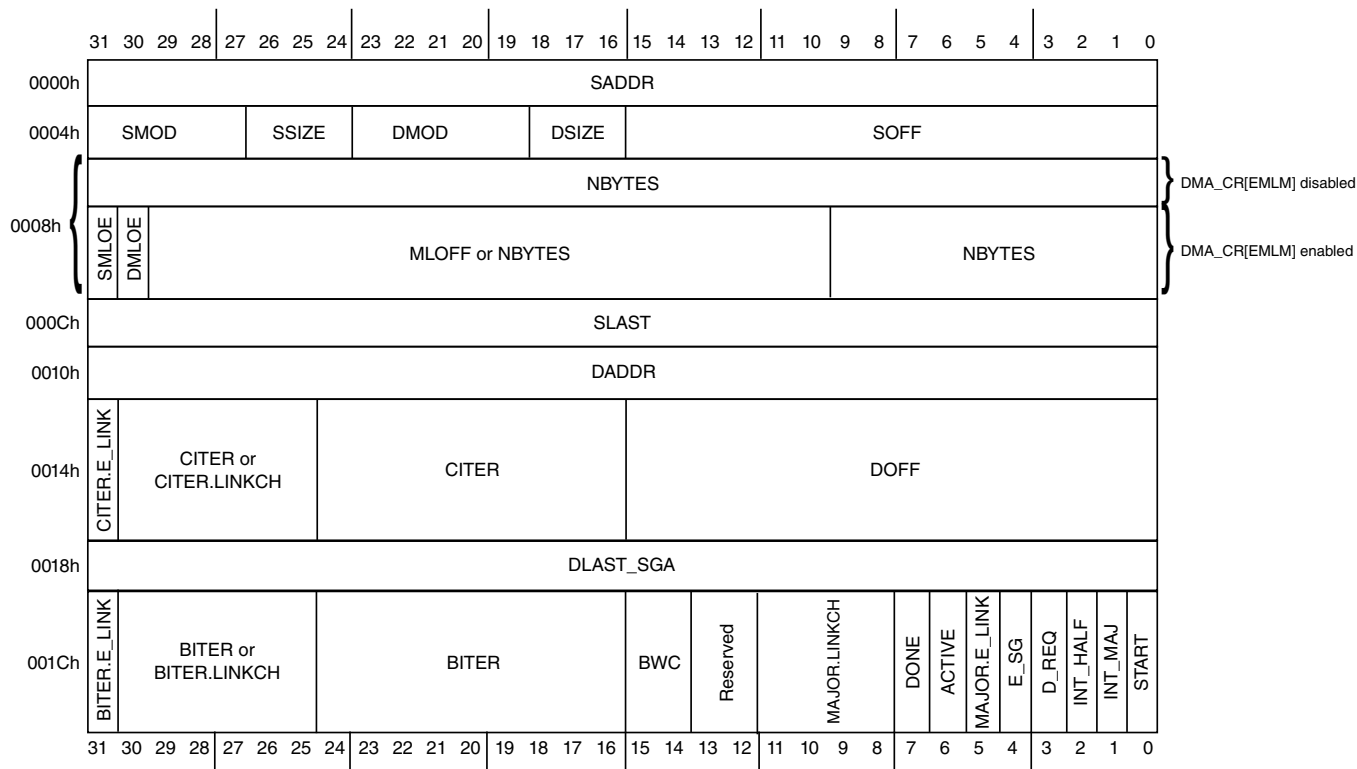 31 30 29 28 27 26 25 24 23 22 21 20 19 18 17 16 15 14 13 12 11 10 9 8 7 6 5 4 3 2 1 0
0000h SADDR
0004h SMOD SSIZE DMOD DSIZE SOFF
0008h
NBYTES DMA_CR[EMLM] disabled
SMLOE DMLOE MLOFF or NBYTES NBYTES DMA_CR[EMLM] enabled
000Ch SLAST
0010h DADDR
0014h CITER.E_LINK CITER or
CITER.LINKCH CITER DOFF
0018h DLAST_SGA
001Ch BITER.E_LINK BITER or
BITER.LINKCH BITER BWC Reserved MAJOR.LINKCH DONE ACTIVE MAJOR.E_LINK E_SG D_REQ INT_HALF INT_MAJ START
31 30 29 28 27 26 25 24 23 22 21 20 19 18 17 16 15 14 13 12 11 10 9 8 7 6 5 4 3 2 1 0